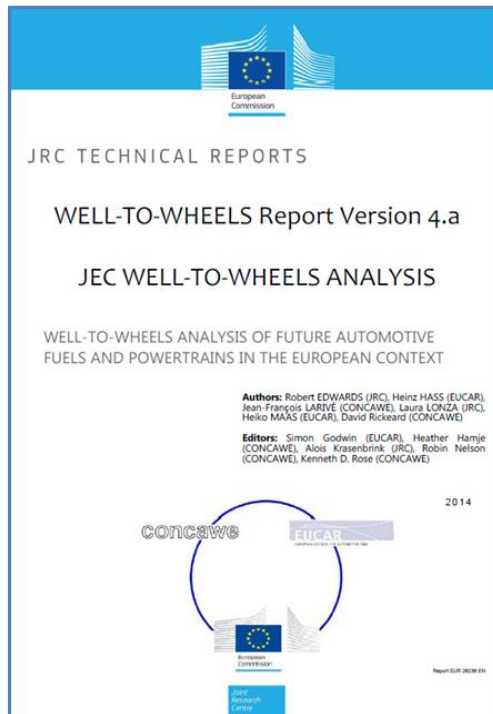 European
Commission
JRC TECHNICAL REPORTS
WELL-TO-WHEELS Report Version 4.a
JEC WELL-TO-WHEELS ANALYSIS
WELL-TO-WHEELS ANALYSIS OF FUTURE AUTOMOTIVE
FUELS AND POWERTRAINS IN THE EUROPEAN CONTEXT
Authors: Robert EDWARDS (JRC), Heinz HASS (EUCAR),
Jean-François LARIVÉ (CONCAWE), Laura LONZA (JRC),
Heiko MAAS (EUCAR), David Rickeard (CONCAWE)
Editors: Simon Godwin (EUCAR), Heather Hamje
(CONCAWE), Alois Krasenbrink (JRC), Robin Nelson
(CONCAWE), Kenneth D. Rose (CONCAWE)
2014
concawe
EUCAR
European
Commission
Report EUR EN
Joint
Research
Centre